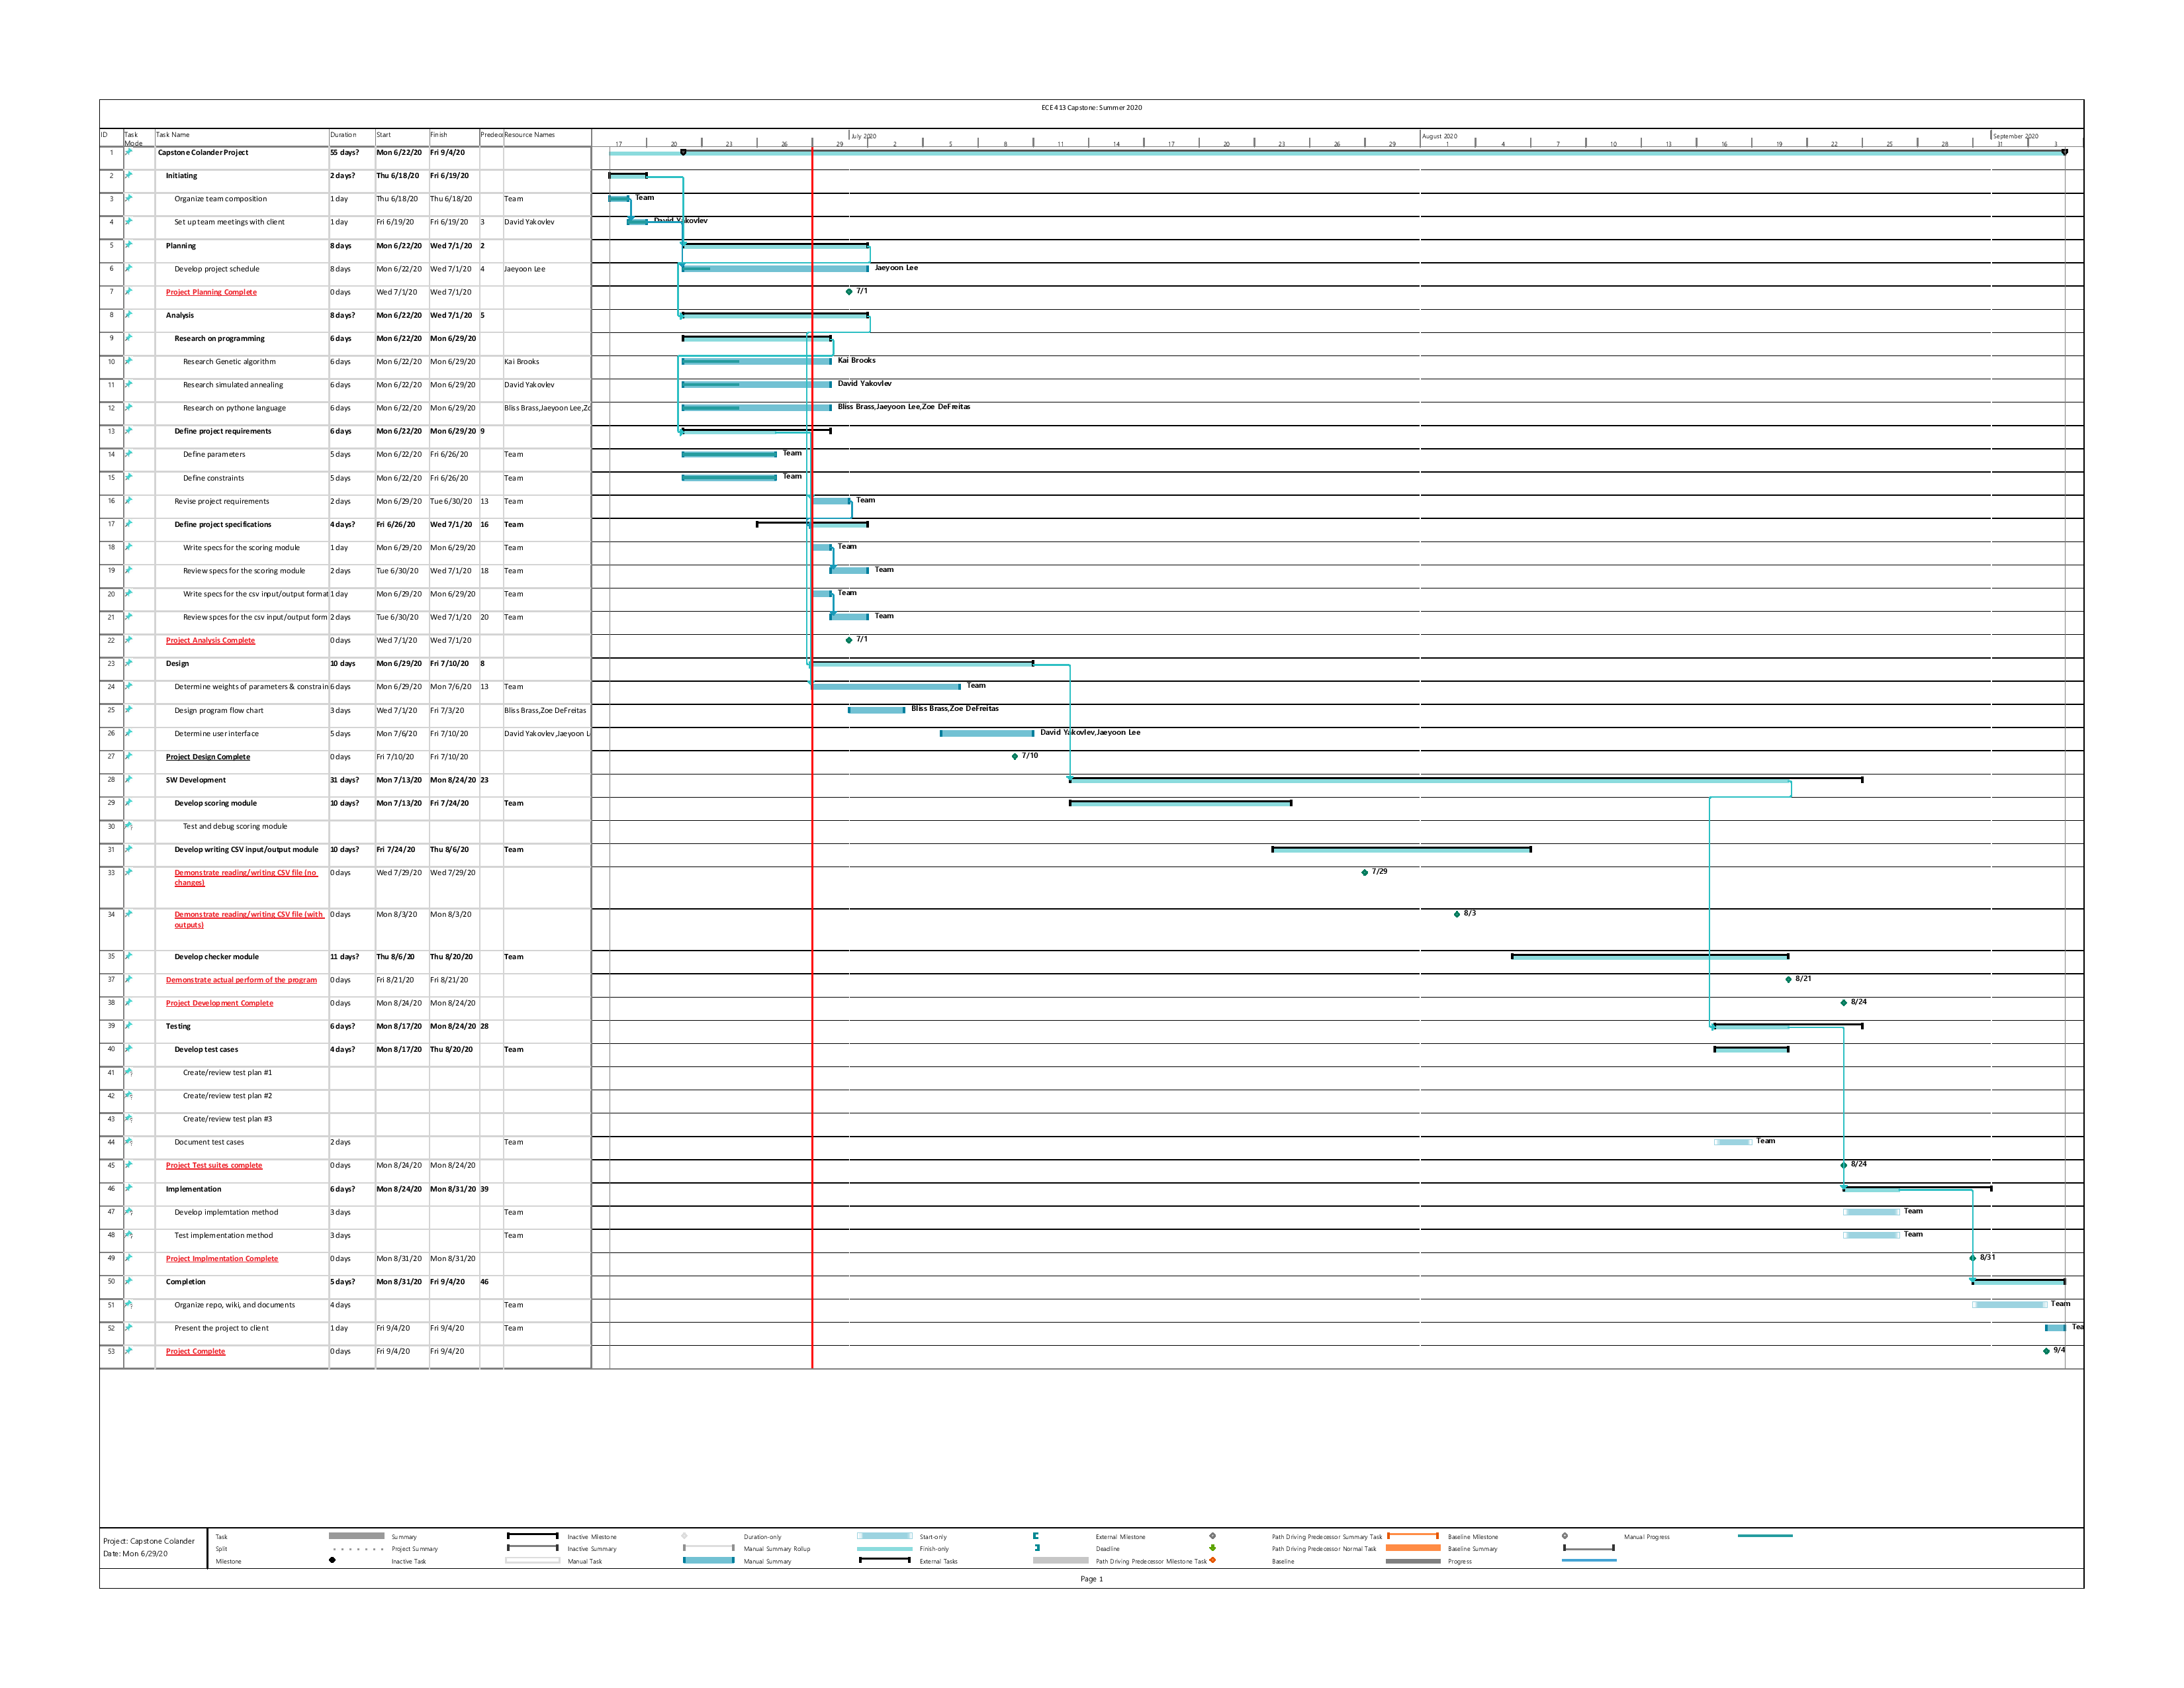 ECE 413 Capstone: Summer 2020
ID Task Mode Task Name Duration Start Finish Predec Resource Names
July 2020 August 2020 September 2020
17 20 23 26 29 2 5 8 11 14 17 20 23 26 29 1 4 7 10 13 16 19 22 25 28 31 3
1 Capstone Colander Project 55 days? Mon 6/22/20 Fri 9/4/20
2 Initiating 2 days? Thu 6/18/20 Fri 6/19/20
3 Organize team composition 1 day Thu 6/18/20 Thu 6/18/20 Team Team
4 Set up team meetings with client 1 day Fri 6/19/20 Fri 6/19/20 3 David Yakovlev David Yakovlev
5 Planning 8 days Mon 6/22/20 Wed 7/1/20 2
6 Develop project schedule 8 days Mon 6/22/20 Wed 7/1/20 4 Jaeyoon Lee Jaeyoon Lee
7 Project Planning Complete 0 days Wed 7/1/20 Wed 7/1/20 7/1
8 Analysis 8 days? Mon 6/22/20 Wed 7/1/20 5
9 Research on programming 6 days Mon 6/22/20 Mon 6/29/20
10 Research Genetic algorithm 6 days Mon 6/22/20 Mon 6/29/20 Kai Brooks Kai Brooks
11 Research simulated annealing 6 days Mon 6/22/20 Mon 6/29/20 David Yakovlev David Yakovlev
12 Research on pythone language 6 days Mon 6/22/20 Mon 6/29/20 Bliss Brass,Jaeyoon Lee,Zo Bliss Brass,Jaeyoon Lee,Zoe DeFreitas
13 Define project requirements 6 days Mon 6/22/20 Mon 6/29/20 9
14 Define parameters 5 days Mon 6/22/20 Fri 6/26/20 Team Team
15 Define constraints 5 days Mon 6/22/20 Fri 6/26/20 Team Team
16 Revise project requirements 2 days Mon 6/29/20 Tue 6/30/20 13 Team Team
17 Define project specifications 4 days? Fri 6/26/20 Wed 7/1/20 16 Team
18 Write specs for the scoring module 1 day Mon 6/29/20 Mon 6/29/20 Team Team
19 Review specs for the scoring module 2 days Tue 6/30/20 Wed 7/1/20 18 Team Team
20 Write specs for the csv input/output format 1 day Mon 6/29/20 Mon 6/29/20 Team Team
21 Review spces for the csv input/output form 2 days Tue 6/30/20 Wed 7/1/20 20 Team Team
22 Project Analysis Complete 0 days Wed 7/1/20 Wed 7/1/20 7/1
23 Design 10 days Mon 6/29/20 Fri 7/10/20 8
24 Determine weights of parameters & constrain 6 days Mon 6/29/20 Mon 7/6/20 13 Team Team
25 Design program flow chart 3 days Wed 7/1/20 Fri 7/3/20 Bliss Brass,Zoe DeFreitas Bliss Brass,Zoe DeFreitas
26 Determine user interface 5 days Mon 7/6/20 Fri 7/10/20 David Yakovlev,Jaeyoon L David Yakovlev,Jaeyoon Lee
27 Project Design Complete 0 days Fri 7/10/20 Fri 7/10/20 7/10
28 SW Development 31 days? Mon 7/13/20 Mon 8/24/20 23
29 Develop scoring module 10 days? Mon 7/13/20 Fri 7/24/20 Team
30 Test and debug scoring module
31 Develop writing CSV input/output module 10 days? Fri 7/24/20 Thu 8/6/20 Team
33 Demonstrate reading/writing CSV file (no 0 days Wed 7/29/20 Wed 7/29/20 7/29
changes)
34 Demonstrate reading/writing CSV file (with 0 days Mon 8/3/20 Mon 8/3/20 8/3
outputs)
35 Develop checker module 11 days? Thu 8/6/20 Thu 8/20/20 Team
37 Demonstrate actual perform of the program 0 days Fri 8/21/20 Fri 8/21/20 8/21
38 Project Development Complete 0 days Mon 8/24/20 Mon 8/24/20 8/24
39 Testing 6 days? Mon 8/17/20 Mon 8/24/20 28
40 Develop test cases 4 days? Mon 8/17/20 Thu 8/20/20 Team
41 Create/review test plan #1
42 Create/review test plan #2
43 Create/review test plan #3
44 Document test cases 2 days Team Team
45 Project Test suites complete 0 days Mon 8/24/20 Mon 8/24/20 8/24
46 Implementation 6 days? Mon 8/24/20 Mon 8/31/20 39
47 Develop implemtation method 3 days Team Team
48 Test implementation method 3 days Team Team
49 Project Implmentation Complete 0 days Mon 8/31/20 Mon 8/31/20 8/31
50 Completion 5 days? Mon 8/31/20 Fri 9/4/20 46
51 Organize repo, wiki, and documents 4 days Team Team
52 Present the project to client 1 day Fri 9/4/20 Fri 9/4/20 Team Tea
53 Project Complete 0 days Fri 9/4/20 Fri 9/4/20 9/4
Project: Capstone Colander
Date: Mon 6/29/20
Task Summary Inactive Milestone Duration-only Start-only External Milestone Path Driving Predecessor Summary Task Baseline Milestone Manual Progress
Split Project Summary Inactive Summary Manual Summary Rollup Finish-only Deadline Path Driving Predecessor Normal Task Baseline Summary
Milestone Inactive Task Manual Task Manual Summary External Tasks Path Driving Predecessor Milestone Task Baseline Progress
Page 1